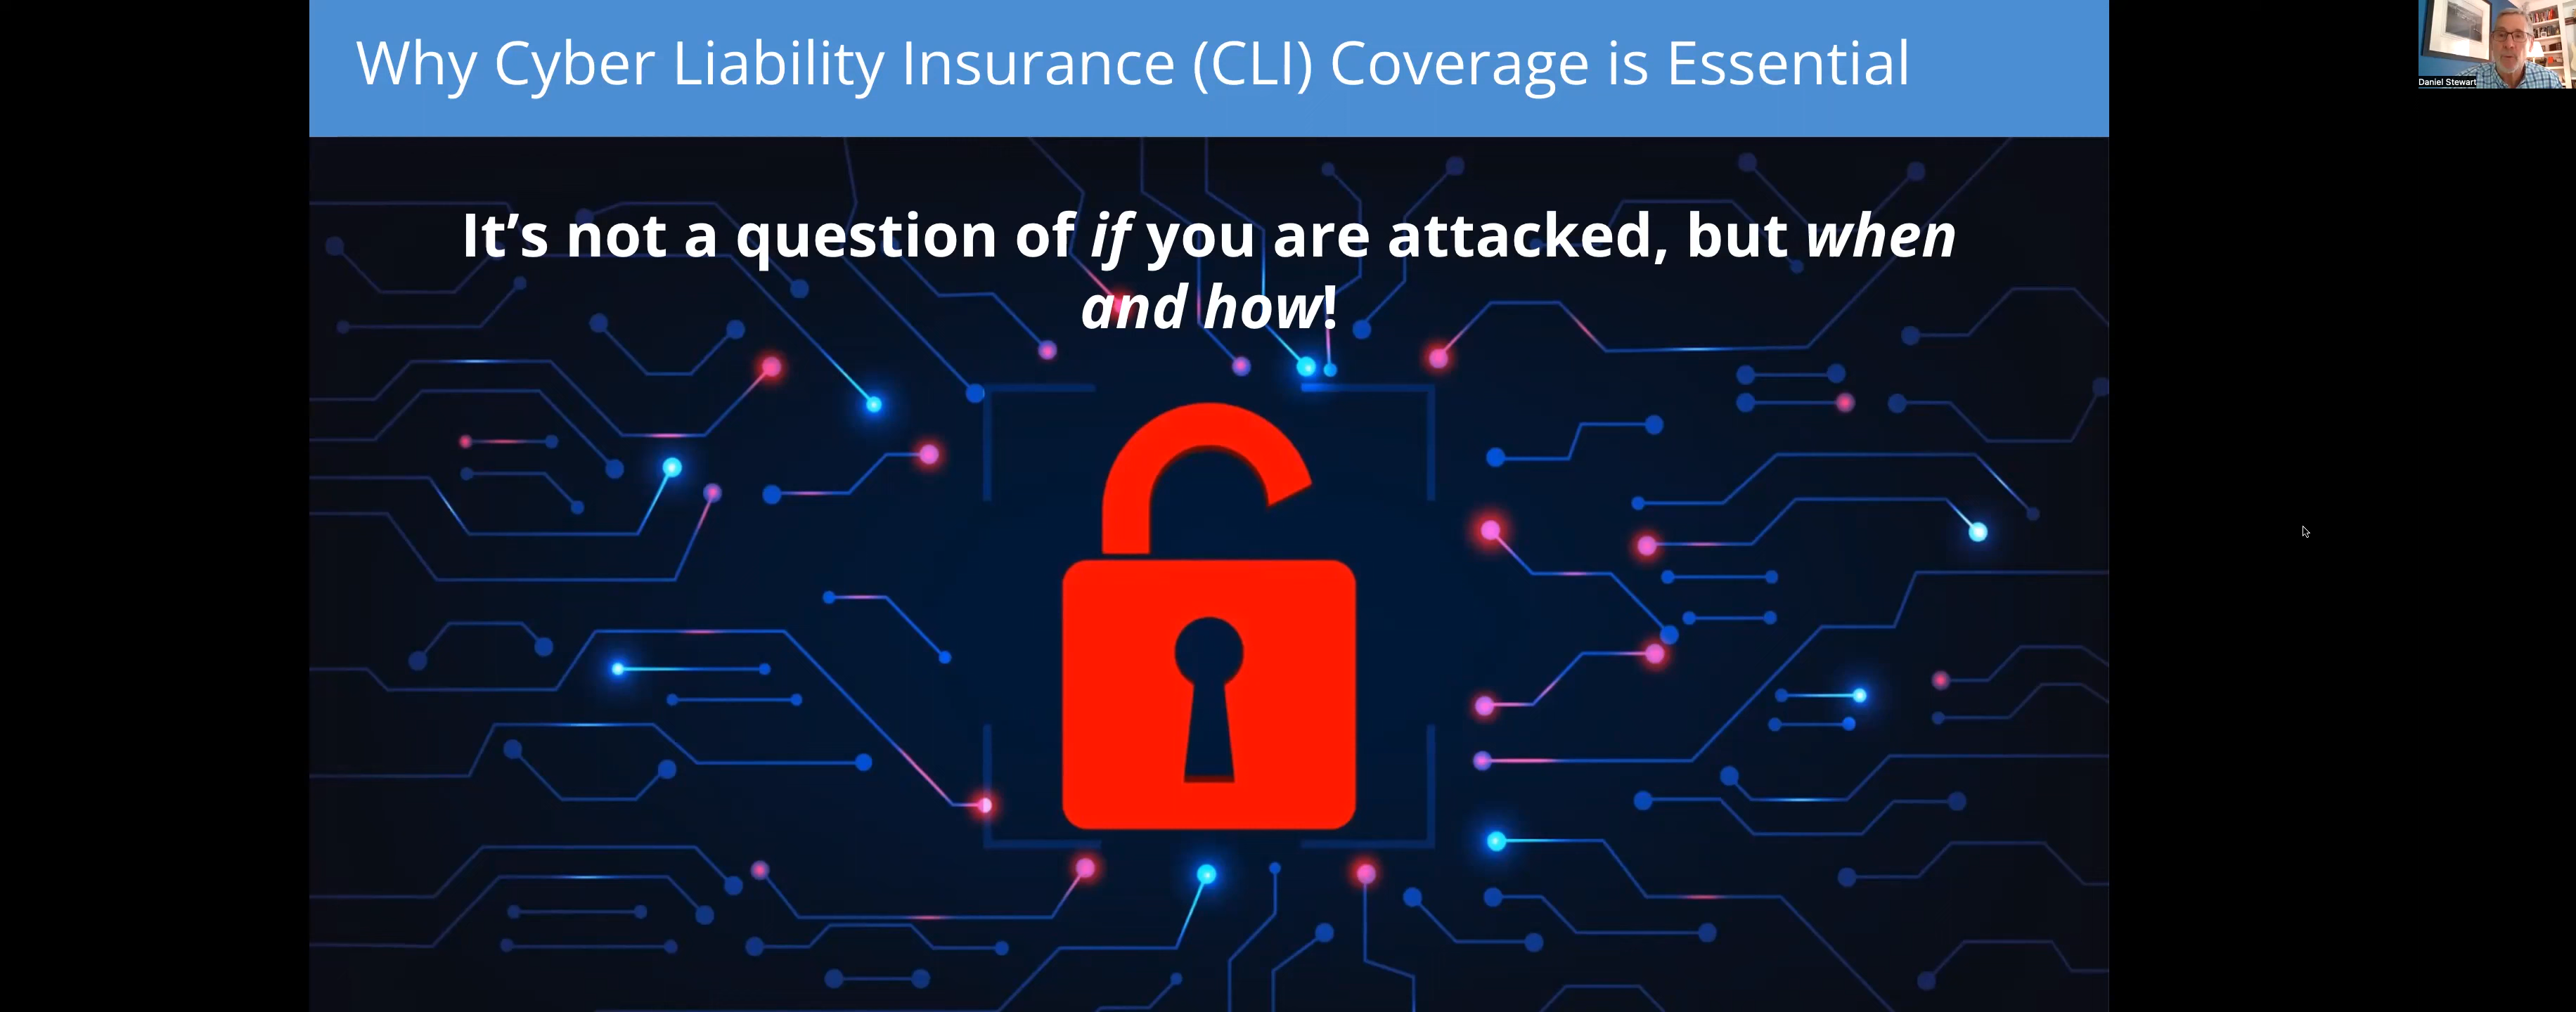 Why Cyber Liability Insurance (CLI) Coverage is Essential
Daniel Stewart
It’s not a question of if you are attacked, but when
and how!